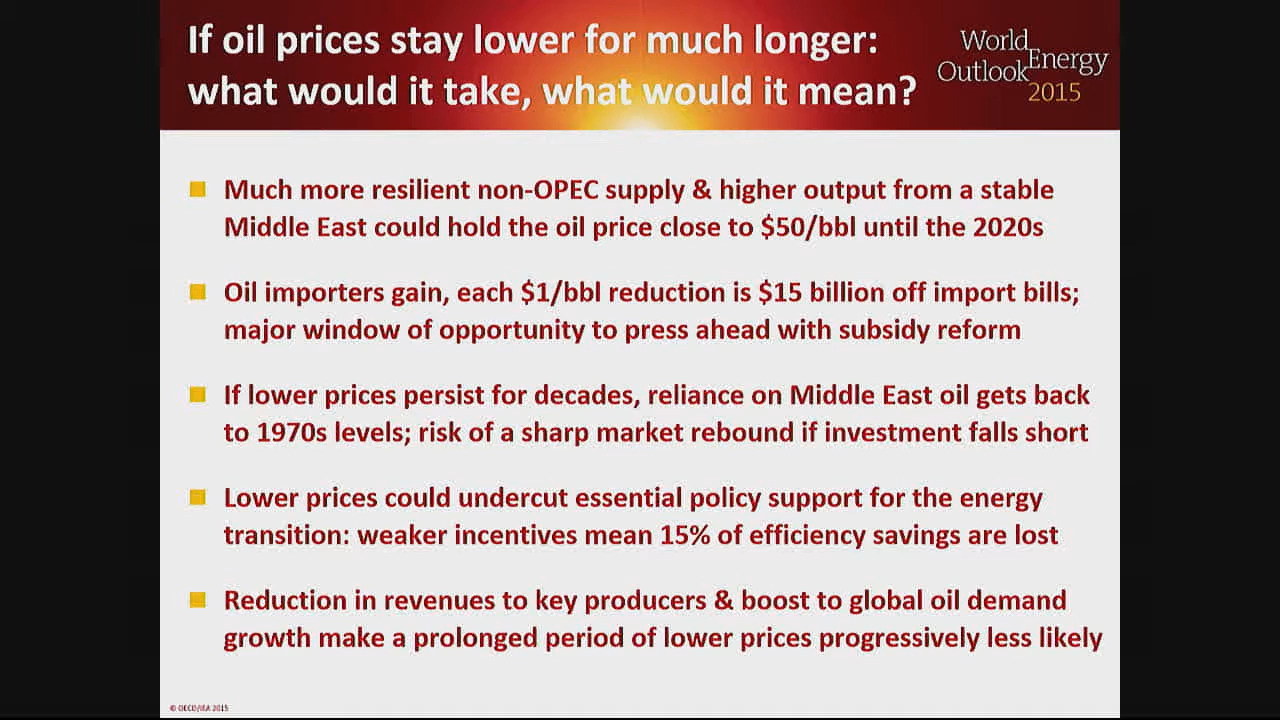 If oil prices stay lower for much longer:
what would it take, what would it mean?
World
Energy
Outlook
2015
Much more resilient non-OPEC supply & higher output from a stable
Middle East could hold the oil price close to $50/bbl until the 2020s
Oil importers gain, each $1/bbl reduction is $15 billion off import bills;
major window of opportunity to press ahead with subsidy reform
If lower prices persist for decades, reliance on Middle East oil gets back
to 1970s levels; risk of a sharp market rebound if investment falls short
Lower prices could undercut essential policy support for the energy
transition: weaker incentives mean 15% of efficiency savings are lost
Reduction in revenues to key producers & boost to global oil demand
growth make a prolonged period of lower prices progressively less likely
© OECD/IEA 2015